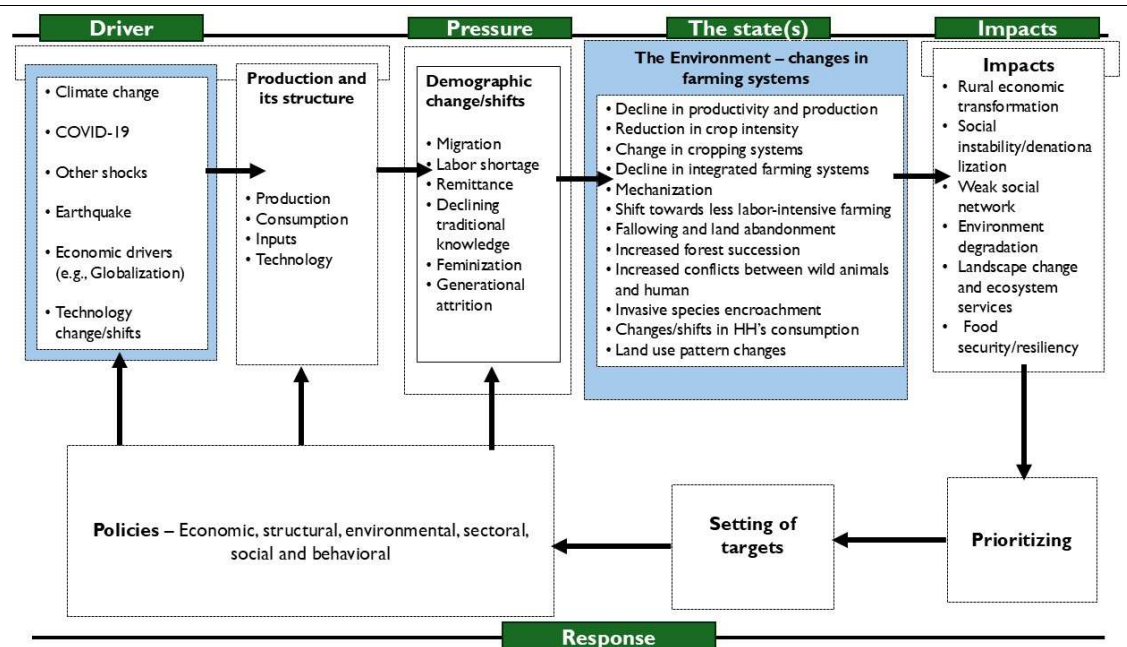 Driver
Pressure
The state(s)
Impacts
• Climate change
• COVID-19
• Other shocks
• Earthquake
• Economic drivers
(e.g., Globalization)
• Technology
change/shifts
Production and
its structure
• Production
• Consumption
• Inputs
• Technology
Demographic
change/shifts
• Migration
• Labor shortage
• Remittance
• Declining
traditional
knowledge
• Feminization
• Generational
attrition
The Environment – changes in
farming systems
• Decline in productivity and production
• Reduction in crop intensity
• Change in cropping systems
• Decline in integrated farming systems
• Mechanization
• Shift towards less labor-intensive farming
• Fallowing and land abandonment
• Increased forest succession
• Increased conflicts between wild animals
and human
• Invasive species encroachment
• Changes/shifts in HH's consumption
• Land use pattern changes
Impacts
• Rural economic
transformation
• Social
instability/denationa
lization
• Weak social
network
• Environment
degradation
• Landscape change
and ecosystem
services
• Food
security/resiliency
Policies – Economic, structural, environmental, sectoral,
social and behavioral
Setting of
targets
Prioritizing
Response